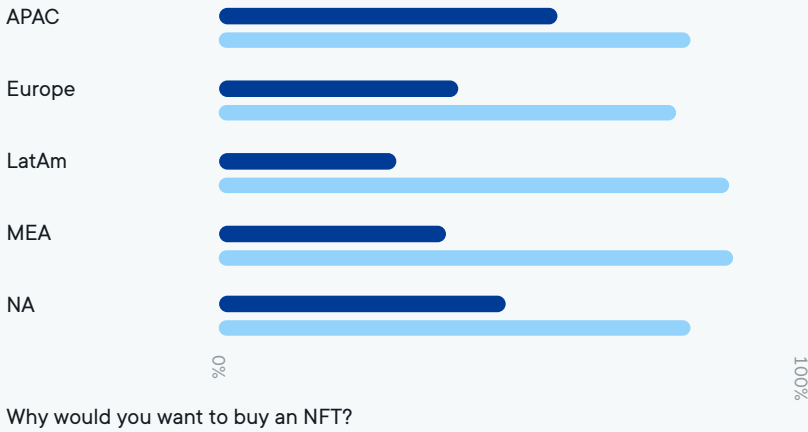 APAC
Europe
LatAm
MEA
NA
0%
100%
Why would you want to buy an NFT?